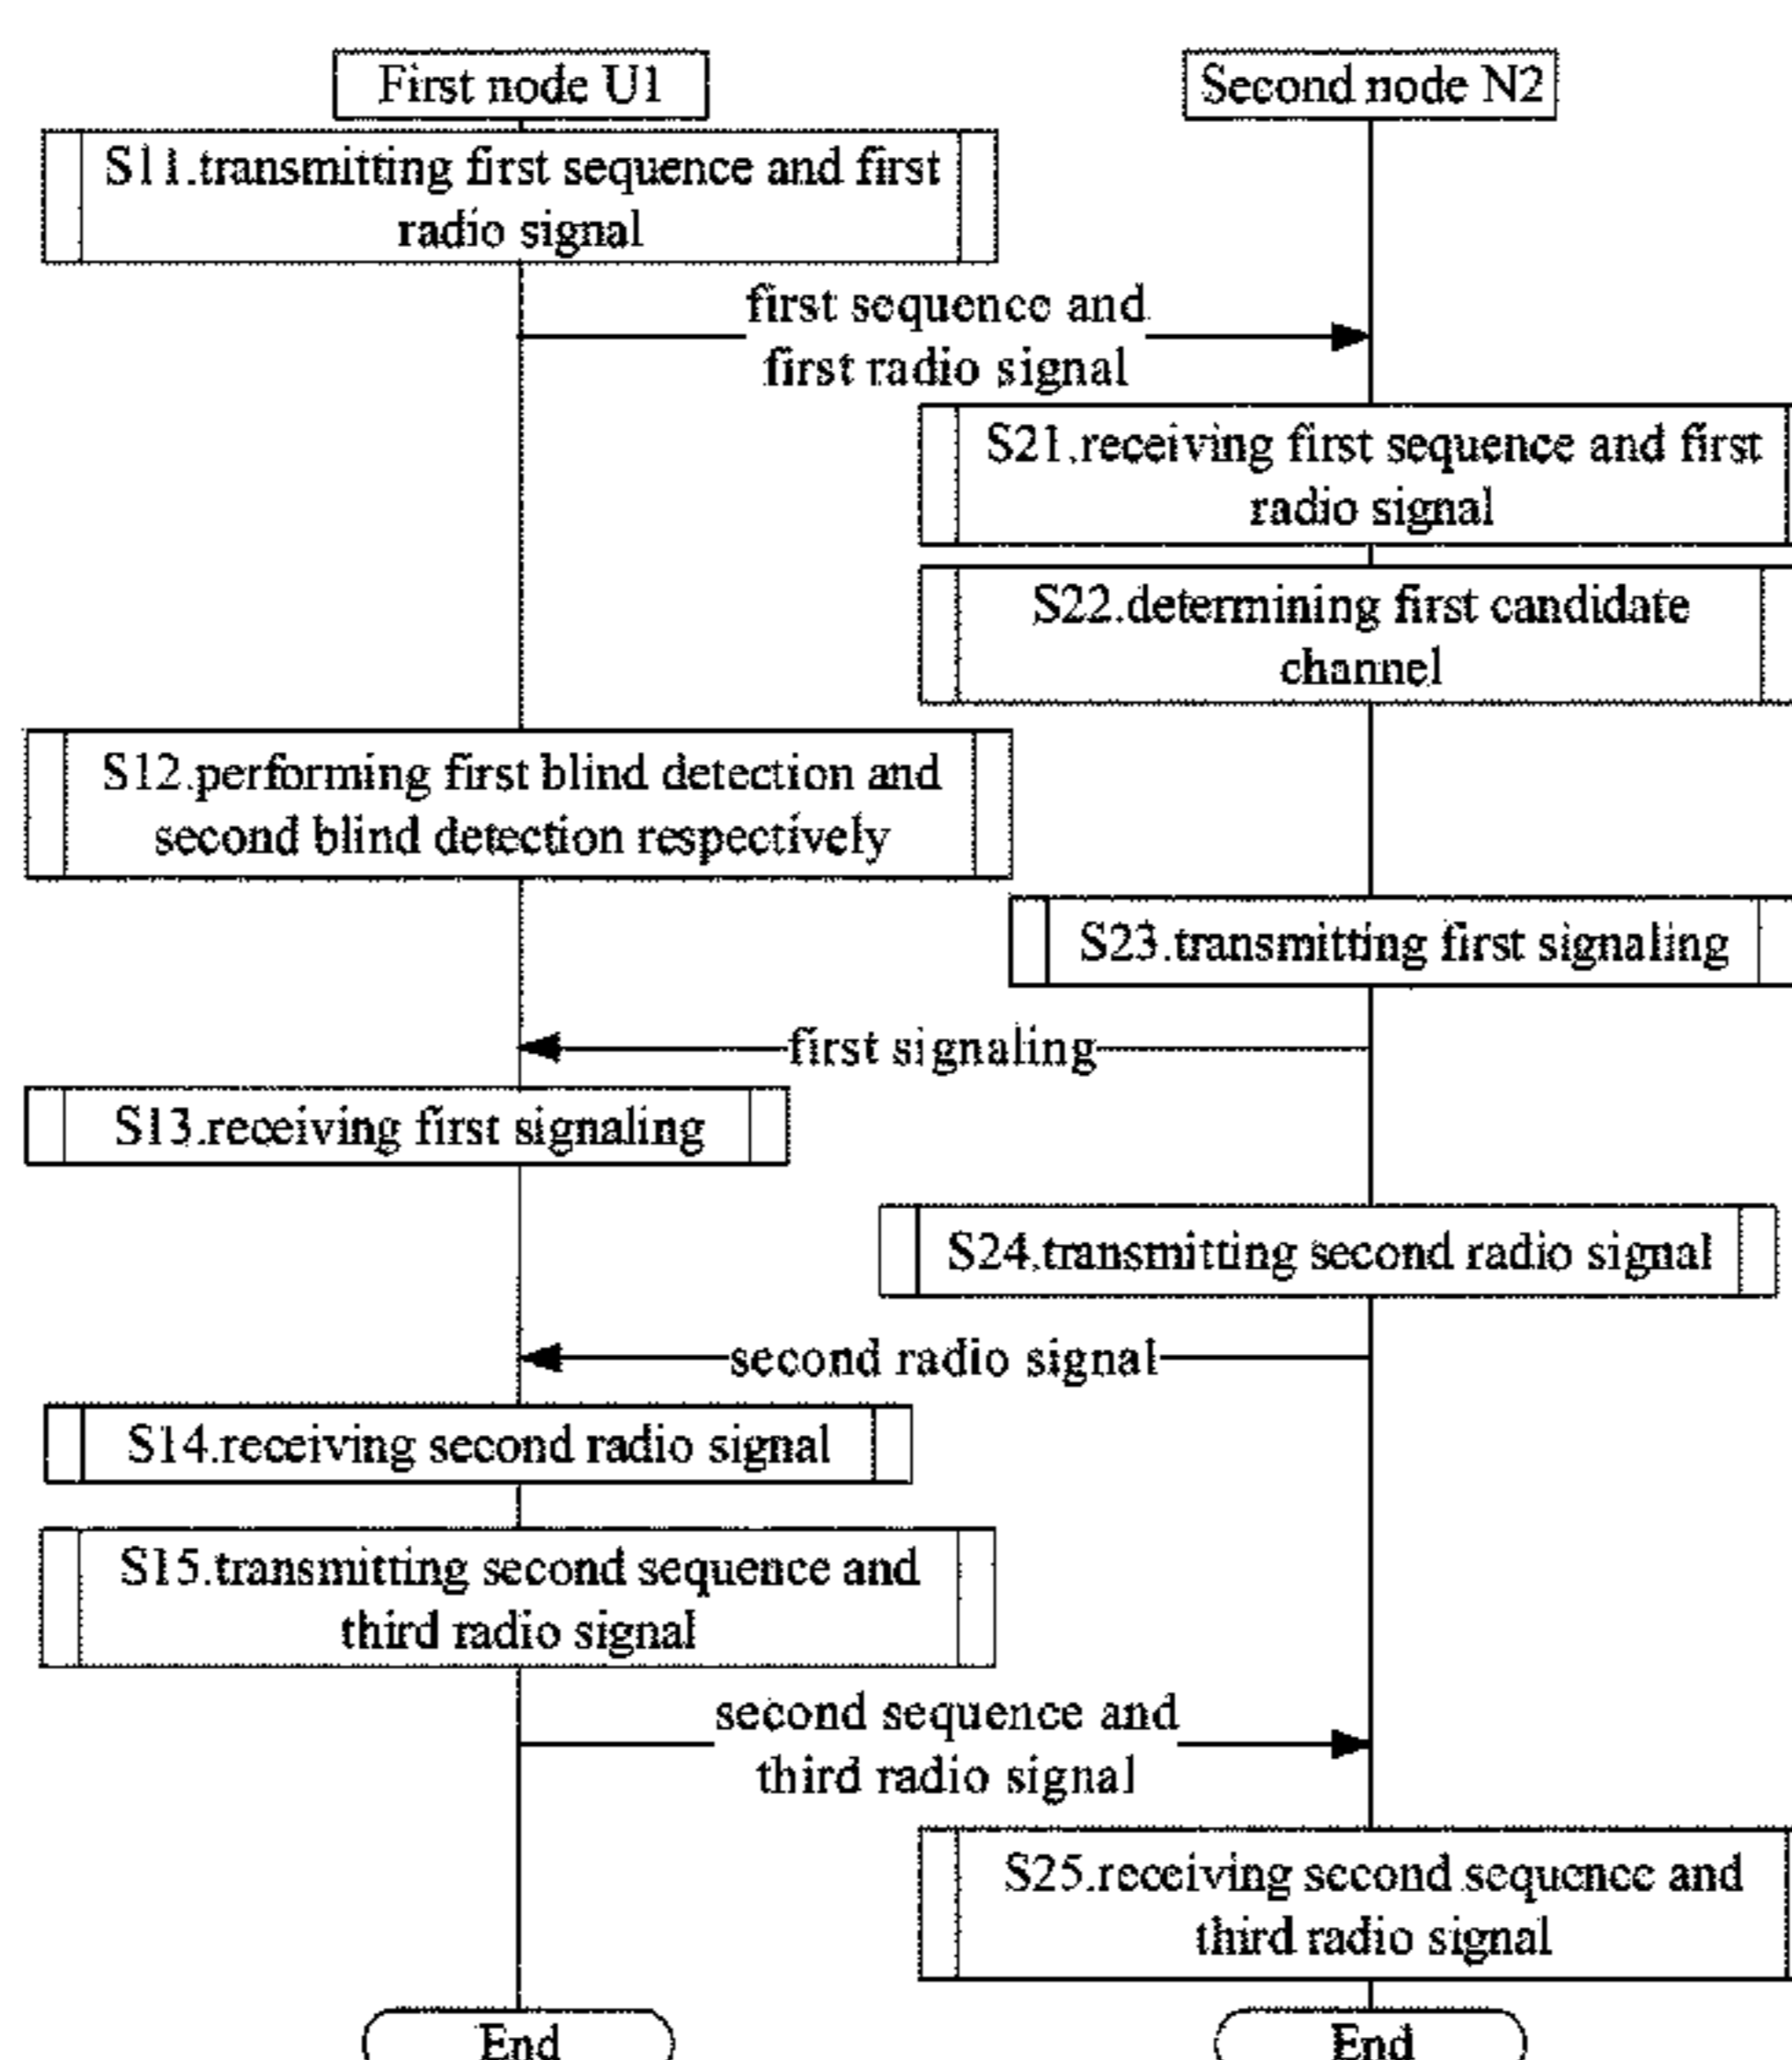 First node U1
Second node N2
S11.transmitting first sequence and first
radio signal
first sequence and
first radio signal
S21.receiving first sequence and first
radio signal
S22.determining first candidate
channel
S12.performing first blind detection and
second blind detection respectively
S23.transmitting first signaling
first signaling
S13.receiving first signaling
S24.transmitting second radio signal
second radio signal
S14.receiving second radio signal
S15.transmitting second sequence and
third radio signal
second sequence and
third radio signal
S25.receiving second sequence and
third radio signal
End
End